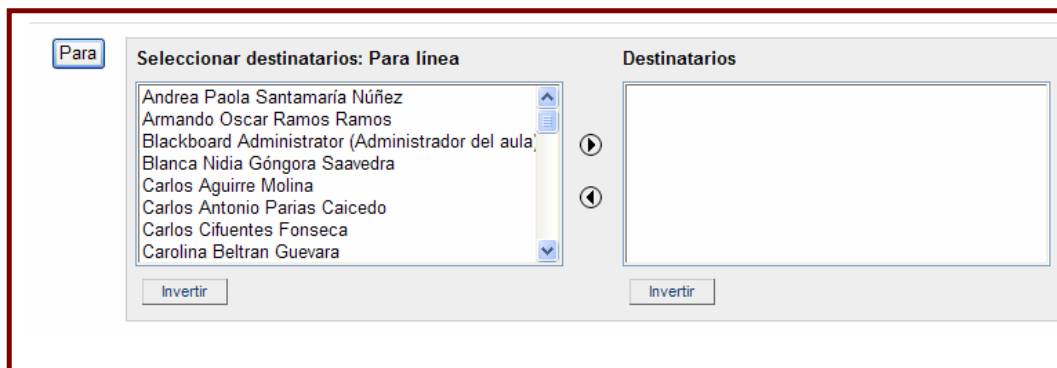 Para
Seleccionar destinatarios: Para línea
Destinatarios
Andrea Paola Santamaría Núñez
Armando Oscar Ramos Ramos
Blackboard Administrator (Administrador del aula)
Blanca Nidia Góngora Saavedra
Carlos Aguirre Molina
Carlos Antonio Parias Caicedo
Carlos Cifuentes Fonseca
Carolina Beltran Guevara
Invertir
Invertir